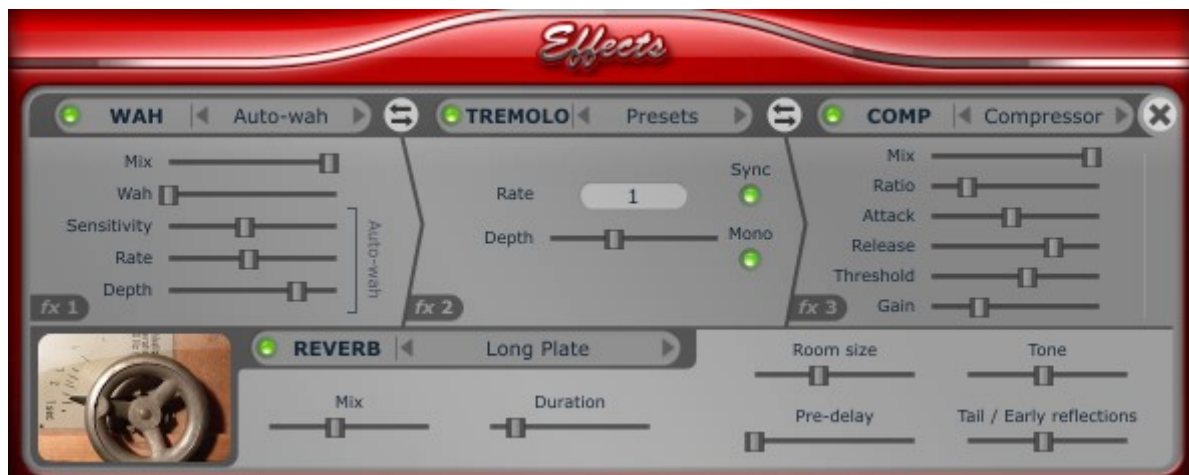 Effects
WAH Auto-wah
TREMOLO Presets
COMP Compressor
Mix
Wah
Sensitivity
Rate
Depth
Auto-wah
fx 1
Rate 1
Sync
Depth
Mono
fx 2
Mix
Ratio
Attack
Release
Threshold
Gain
fx 3
REVERB Long Plate
Mix
Duration
Room size
Tone
Pre-delay
Tail / Early reflections
1sec